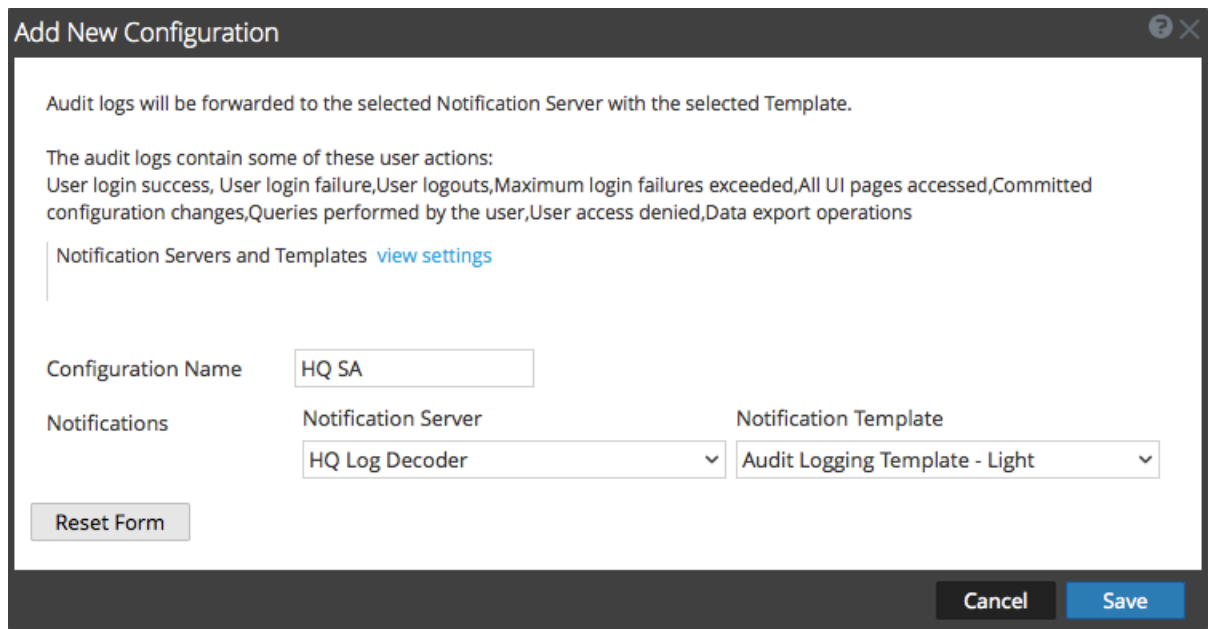 Add New Configuration
Audit logs will be forwarded to the selected Notification Server with the selected Template.
The audit logs contain some of these user actions:
User login success, User login failure,User logouts,Maximum login failures exceeded,All UI pages accessed,Committed
configuration changes,Queries performed by the user,User access denied,Data export operations
Notification Servers and Templates view settings
Configuration Name HQ SA
Notifications Notification Server Notification Template
HQ Log Decoder Audit Logging Template - Light
Reset Form
Cancel Save